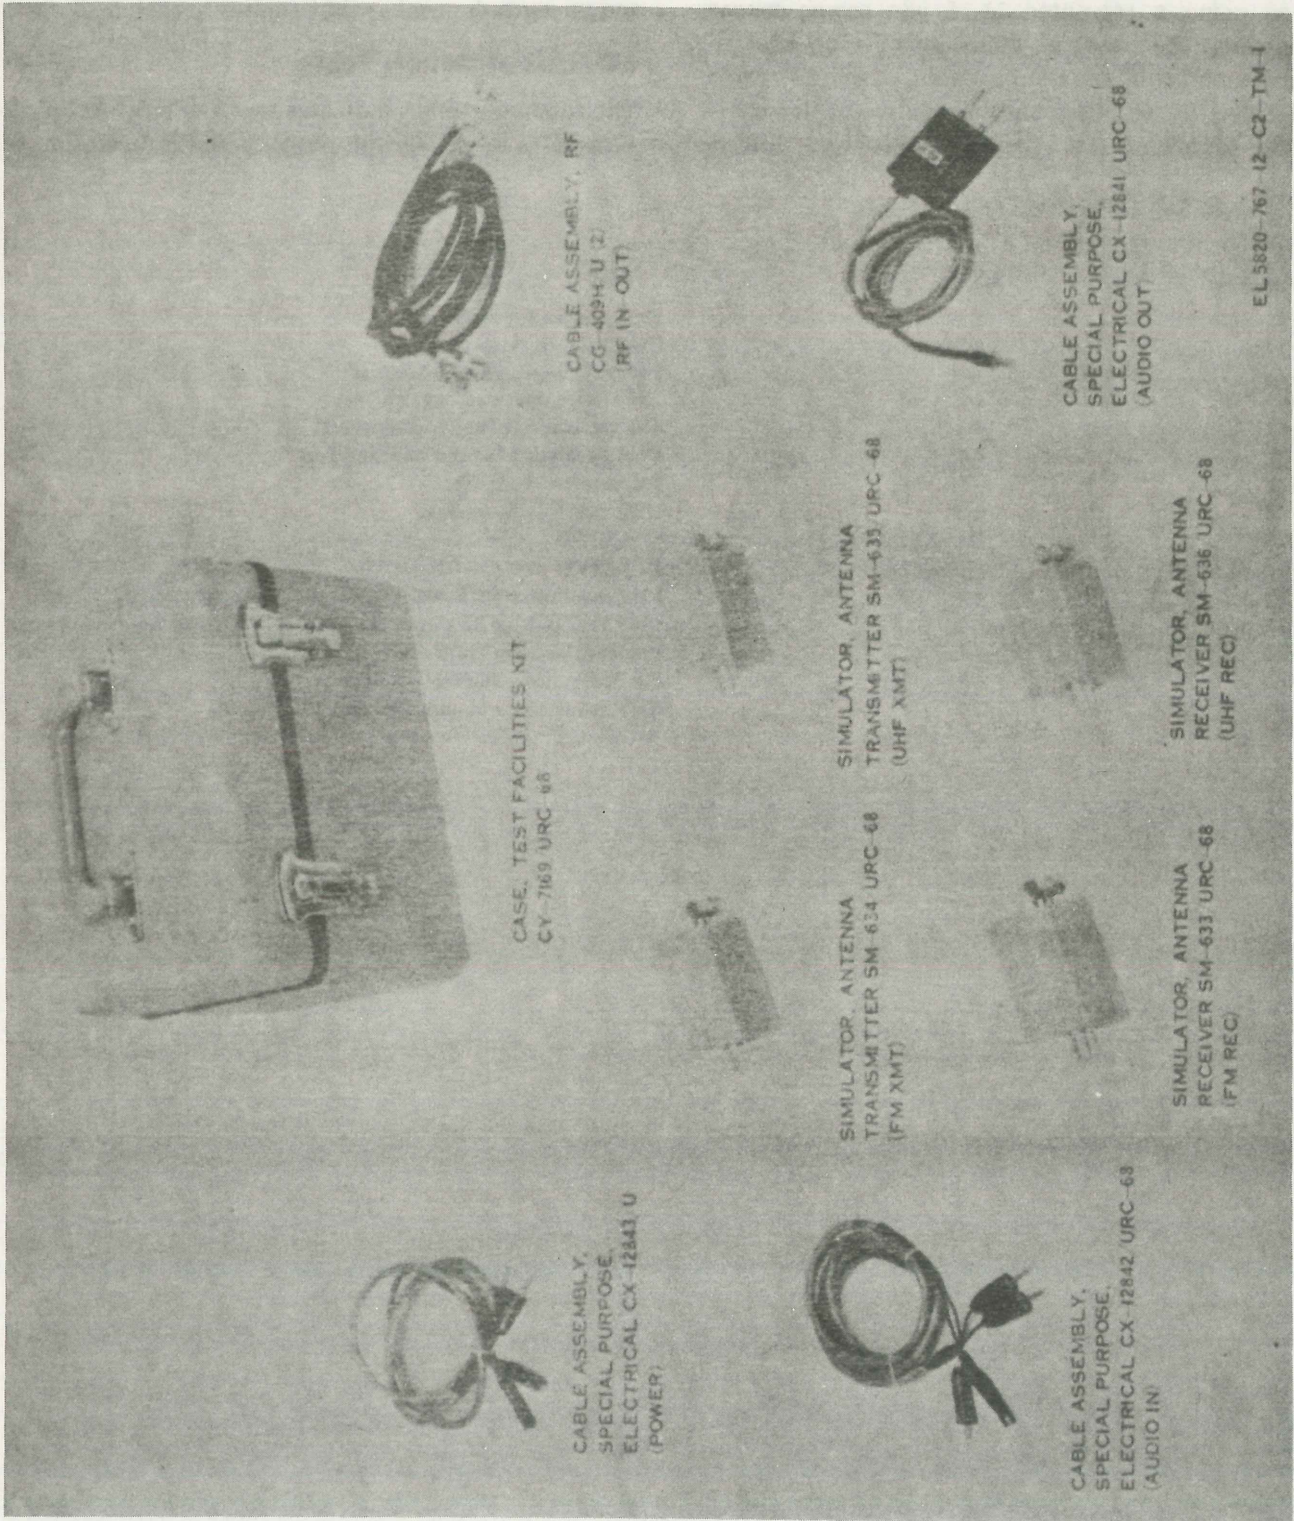 CASE, TEST FACILITIES KIT
CY-7169 URC-68
CABLE ASSEMBLY,
SPECIAL PURPOSE,
ELECTRICAL CX-12843 U
(POWER)
CABLE ASSEMBLY, RF
CG-409H U (2)
(RF IN OUT)
SIMULATOR, ANTENNA
TRANSMITTER SM-634 URC-68
(FM XMT)
SIMULATOR, ANTENNA
TRANSMITTER SM-635 URC-68
(UHF XMT)
CABLE ASSEMBLY,
SPECIAL PURPOSE,
ELECTRICAL CX-12842 URC-68
(AUDIO IN)
SIMULATOR, ANTENNA
RECEIVER SM-633 URC-68
(FM REC)
SIMULATOR, ANTENNA
RECEIVER SM-636 URC-68
(UHF REC)
CABLE ASSEMBLY,
SPECIAL PURPOSE,
ELECTRICAL CX-12841 URC-68
(AUDIO OUT)
EL5820-767-12-C2-TM-1